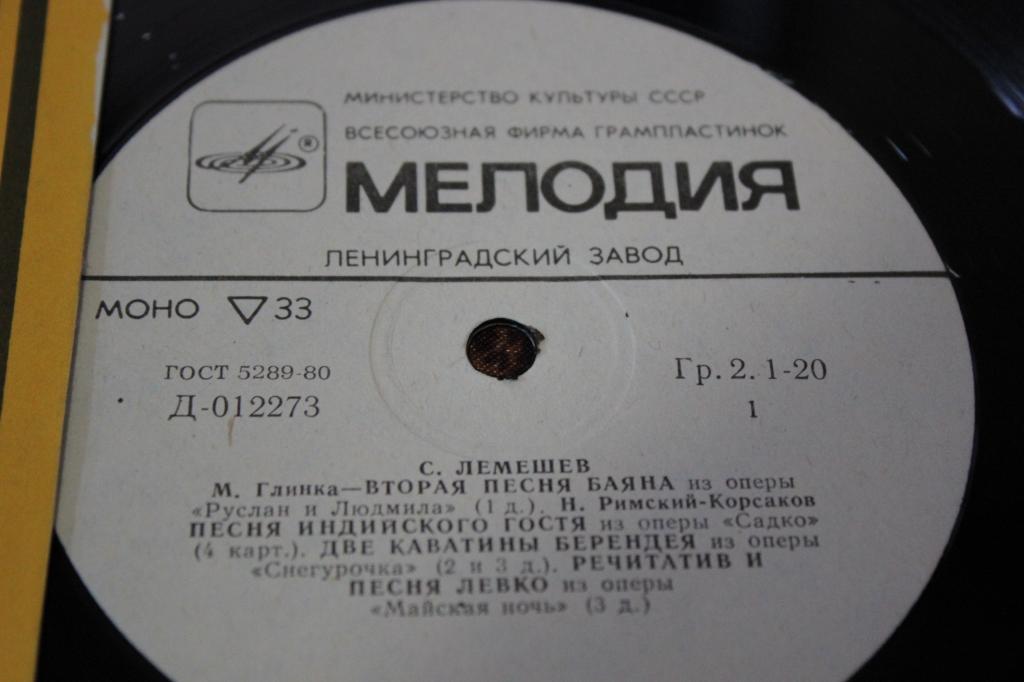 МИНИСТЕРСТВО КУЛЬТУРЫ СССР
ВСЕСОЮЗНАЯ ФИРМА ГРАМПЛАСТИНОК
®
МЕЛОДИЯ
ЛЕНИНГРАДСКИЙ ЗАВОД
МОНО ▽33
ГОСТ 5289-80
Гр. 2. 1-20
Д-012273
1
С. ЛЕМЕШЕВ
М. Глинка—ВТОРАЯ ПЕСНЯ БАЯНА из оперы
«Руслан и Людмила» (1 д.). Н. Римский-Корсаков
ПЕСНЯ ИНДИЙСКОГО ГОСТЯ из оперы «Садко»
(4 карт.). ДВЕ КАВАТИНЫ БЕРЕНДЕЯ из оперы
«Снегурочка» (2 и 3 д.). РЕЧИТАТИВ И
ПЕСНЯ ЛЕВКО из оперы
«Майская ночь» (3 д.)